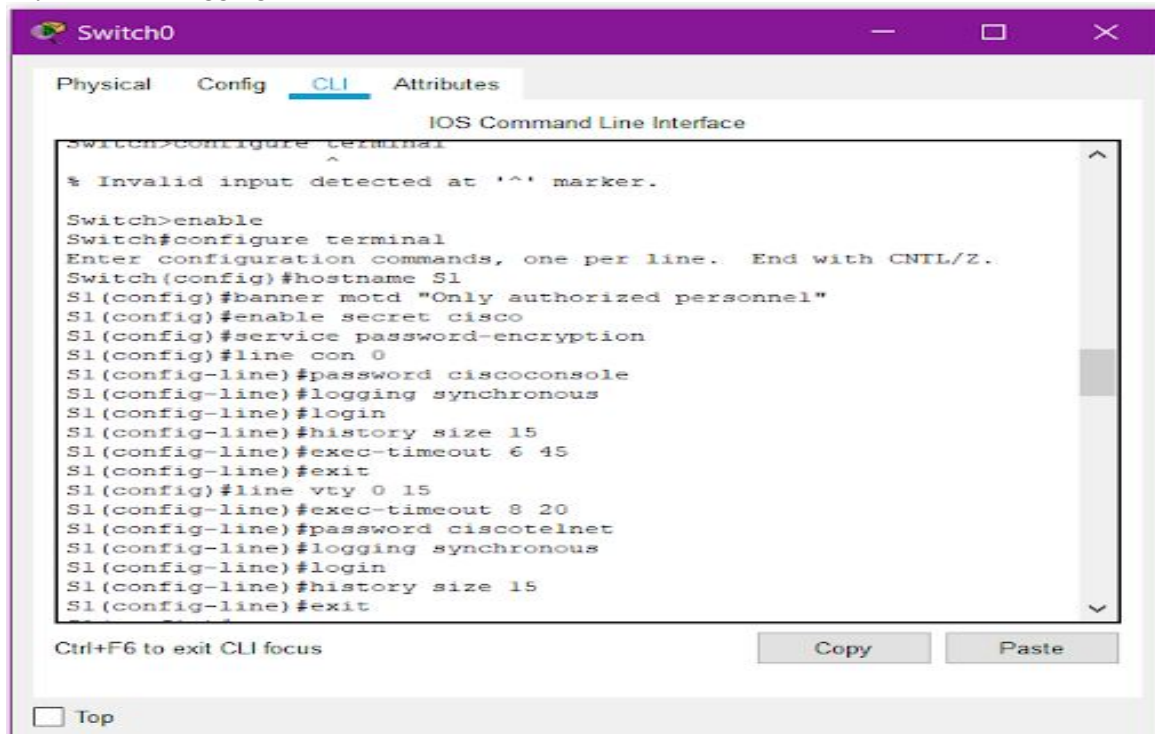 Switch0
Physical Config CLI Attributes
IOS Command Line Interface
Switch>configure terminal
^
% Invalid input detected at '^' marker.
Switch>enable
Switch#configure terminal
Enter configuration commands, one per line. End with CNTL/Z.
Switch(config)#hostname S1
S1(config)#banner motd "Only authorized personnel"
S1(config)#enable secret cisco
S1(config)#service password-encryption
S1(config)#line con 0
S1(config-line)#password ciscoconsole
S1(config-line)#logging synchronous
S1(config-line)#login
S1(config-line)#history size 15
S1(config-line)#exec-timeout 6 45
S1(config-line)#exit
S1(config)#line vty 0 15
S1(config-line)#exec-timeout 8 20
S1(config-line)#password ciscotelnet
S1(config-line)#logging synchronous
S1(config-line)#login
S1(config-line)#history size 15
S1(config-line)#exit
Ctrl+F6 to exit CLI focus
Copy Paste
Top